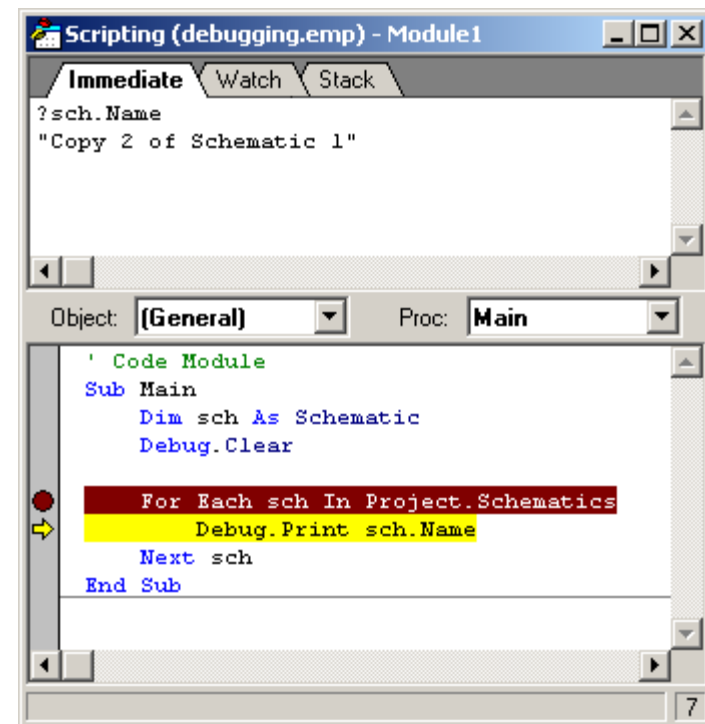 Scripting (debugging.emp) - Module1
Immediate Watch Stack
?sch.Name
"Copy 2 of Schematic 1"
Object: (General) Proc: Main
' Code Module
Sub Main
Dim sch As Schematic
Debug.Clear
For Each sch In Project.Schematics
Debug.Print sch.Name
Next sch
End Sub
7